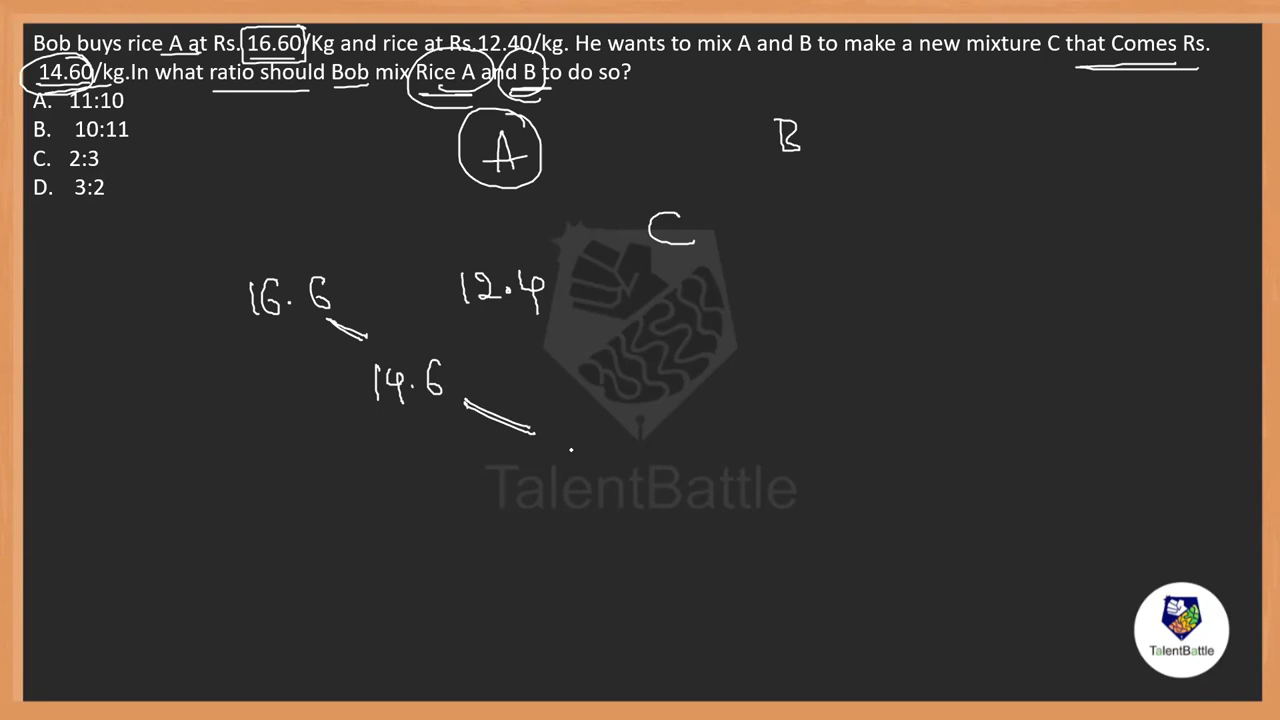 Bob buys rice A at Rs. 16.60/Kg and rice at Rs.12.40/kg. He wants to mix A and B to make a new mixture C that Comes Rs.
14.60/kg.In what ratio should Bob mix Rice A and B to do so?
A. 11:10
B. 10:11
C. 2:3
D. 3:2
A B
C
16.6 12.4
14.6
TalentBattle
TalentBattle